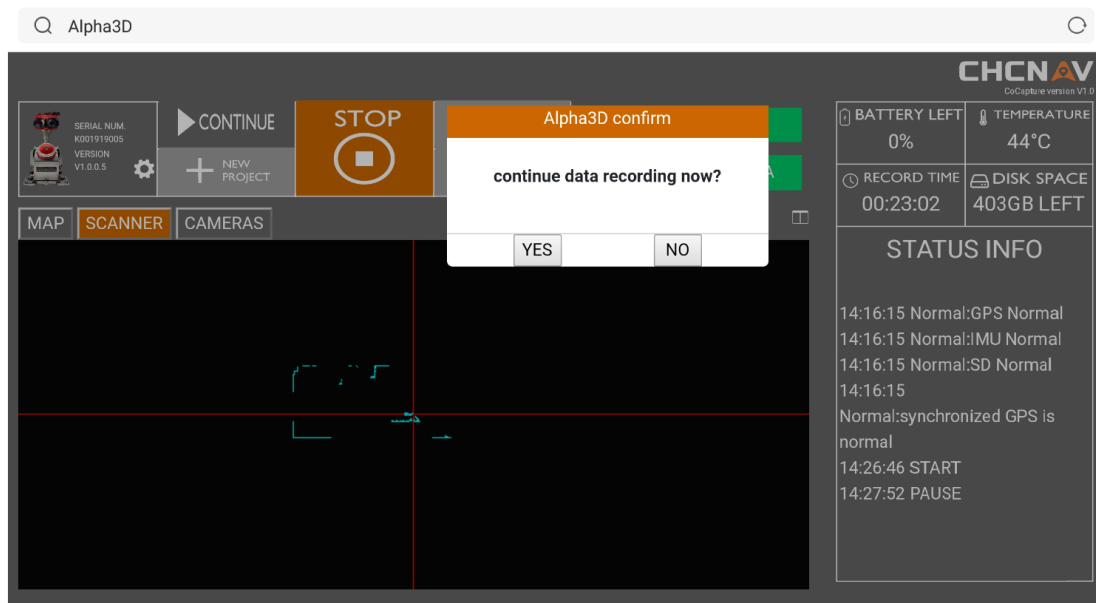 Alpha3D
CHCNAV
CoCapture version V1.0
SERIAL NUM.
K001919005
VERSION
V1.0.0.5
CONTINUE
NEW
PROJECT
STOP
Alpha3D confirm
continue data recording now?
YES
NO
A
BATTERY LEFT
0%
TEMPERATURE
44°C
RECORD TIME
00:23:02
DISK SPACE
403GB LEFT
MAP
SCANNER
CAMERAS
STATUS INFO
14:16:15 Normal:GPS Normal
14:16:15 Normal:IMU Normal
14:16:15 Normal:SD Normal
14:16:15
Normal:synchronized GPS is
normal
14:26:46 START
14:27:52 PAUSE